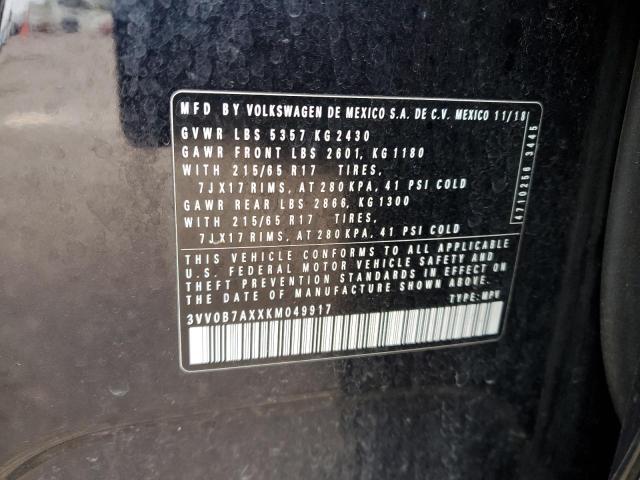 MFD BY VOLKSWAGEN DE MEXICO S.A. DE C.V. MEXICO 11/18
GVWR LBS 5357 KG 2430
GAWR FRONT LBS 2601, KG 1180
WITH 215/65 R17 TIRES,
7JX17 RIMS, AT 280 KPA, 41 PSI COLD
GAWR REAR LBS 2866, KG 1300
WITH 215/65 R17 TIRES,
7JX17 RIMS, AT 280 KPA, 41 PSI COLD
THIS VEHICLE CONFORMS TO ALL APPLICABLE
U.S. FEDERAL MOTOR VEHICLE SAFETY AND
THEFT PREVENTION STANDARDS IN EFFECT ON
THE DATE OF MANUFACTURE SHOWN ABOVE.
3VV0B7AXXKM049917 TYPE: MPV
4710256 3445